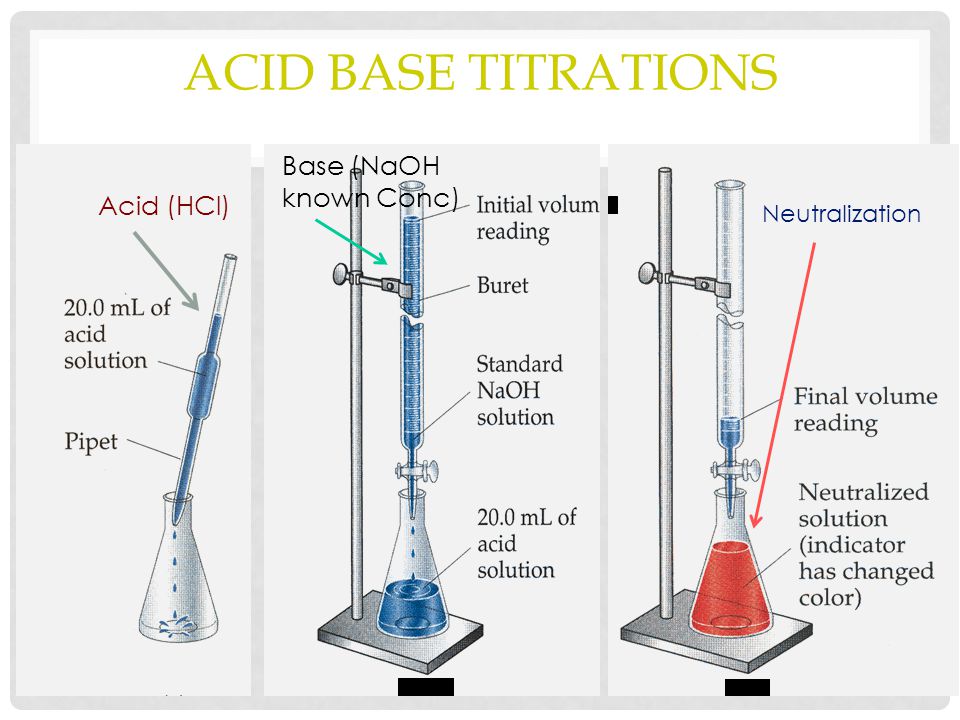 ACID BASE TITRATIONS
Acid (HCl)
20.0 mL of
acid
solution
Pipet
Base (NaOH
known Conc)
Initial volum
reading
Buret
Standard
NaOH
solution
20.0 mL of
acid
solution
Neutralization
Final volume
reading
Neutralized
solution
(indicator
has changed
color)